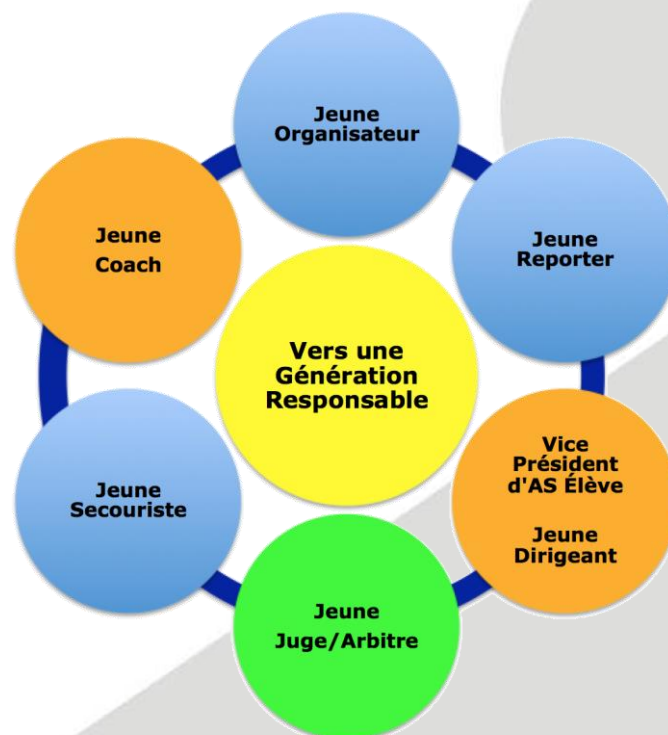 Jeune
Organisateur
Jeune
Coach
Jeune
Reporter
Vers une
Génération
Responsable
Vice
Président
d'AS Élève
Jeune
Dirigeant
Jeune
Secouriste
Jeune
Juge/Arbitre